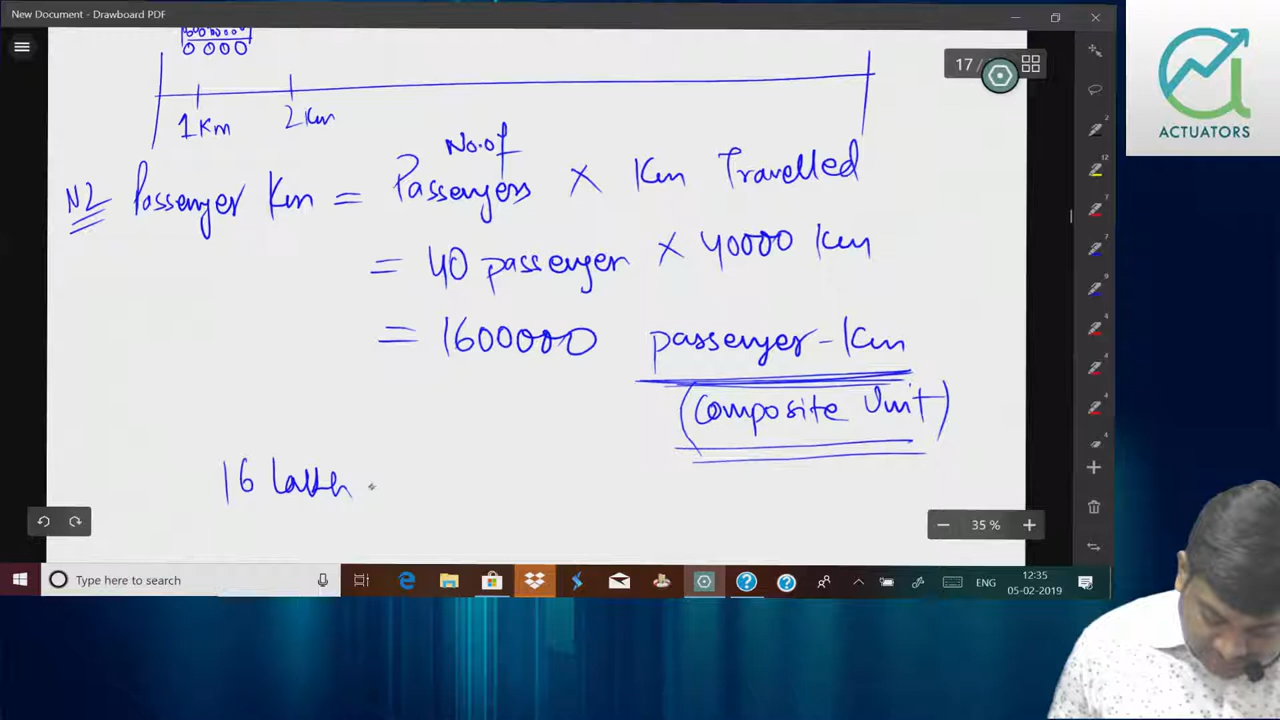 New Document - Drawboard PDF
17 /
ACTUATORS
1 Km 2 Km
No. of
N2 Passenger Km = Passengers × Km Travelled
= 40 passenger × 40000 Km
= 1600000 passenger-Km
(Composite Unit)
16 Lakh
35 %
Type here to search
ENG
12:35
05-02-2019